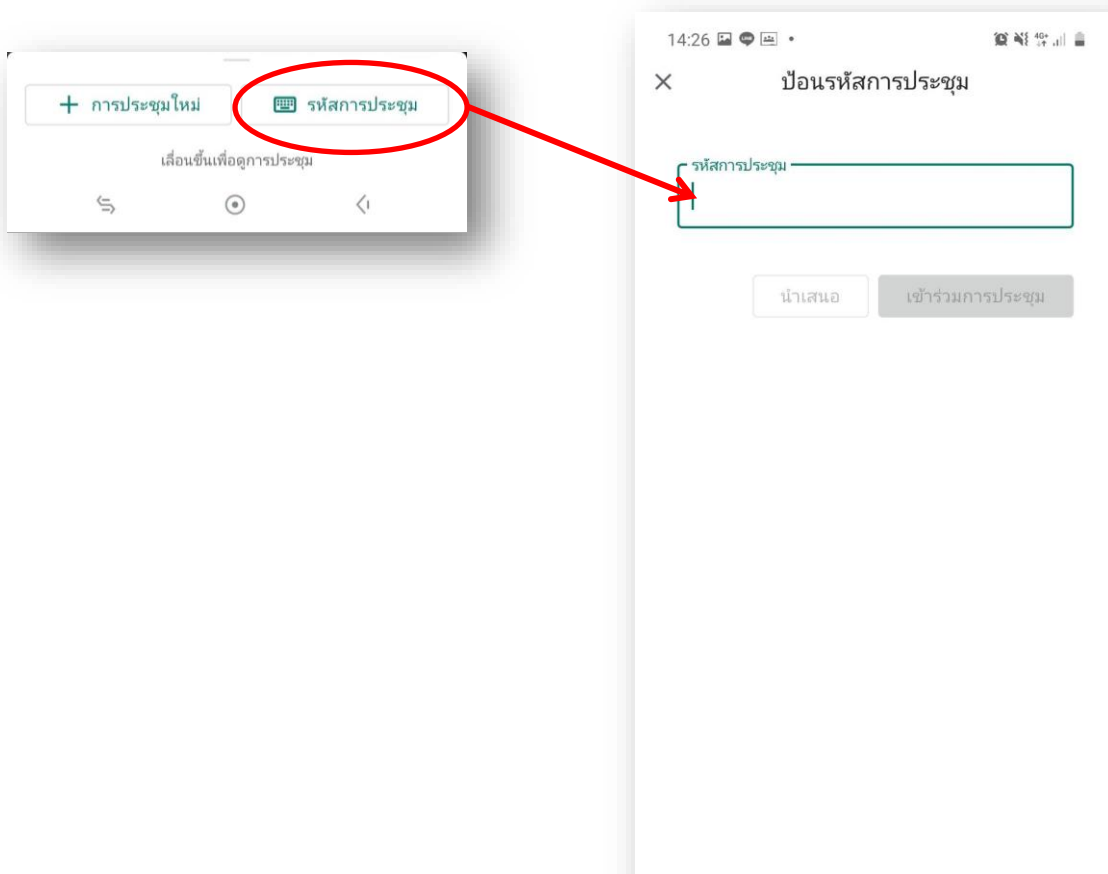 + การประชุมใหม่
รหัสการประชุม
เลื่อนขึ้นเพื่อดูการประชุม
14:26
ป้อนรหัสการประชุม
รหัสการประชุม
นำเสนอ
เข้าร่วมการประชุม